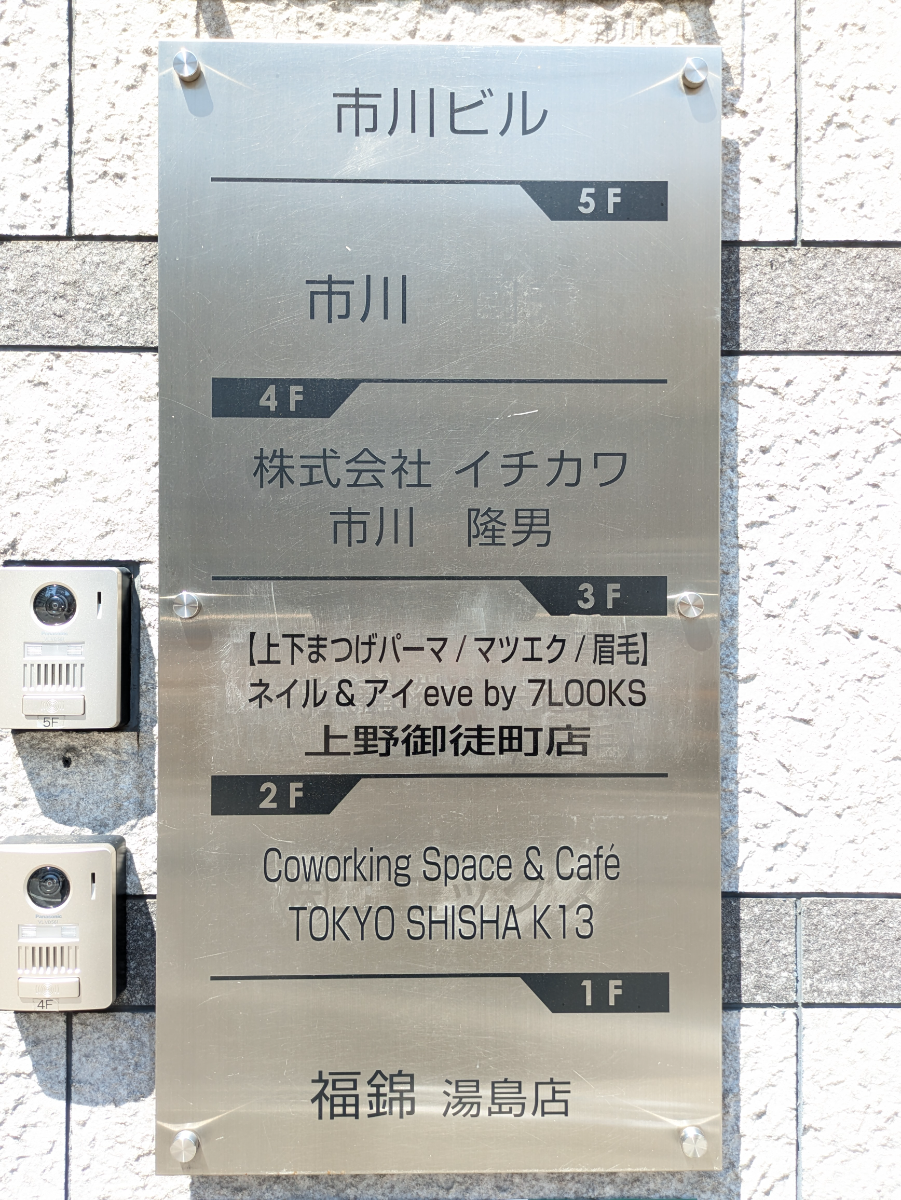 市川ビル
5F
市川
4F
株式会社 イチカワ
市川 隆男
3F
【上下まつげパーマ/マツエク/眉毛】
ネイル&アイeve by 7LOOKS
上野御徒町店
2F
Coworking Space & Café
TOKYO SHISHA K13
1F
福錦 湯島店
5F
4F